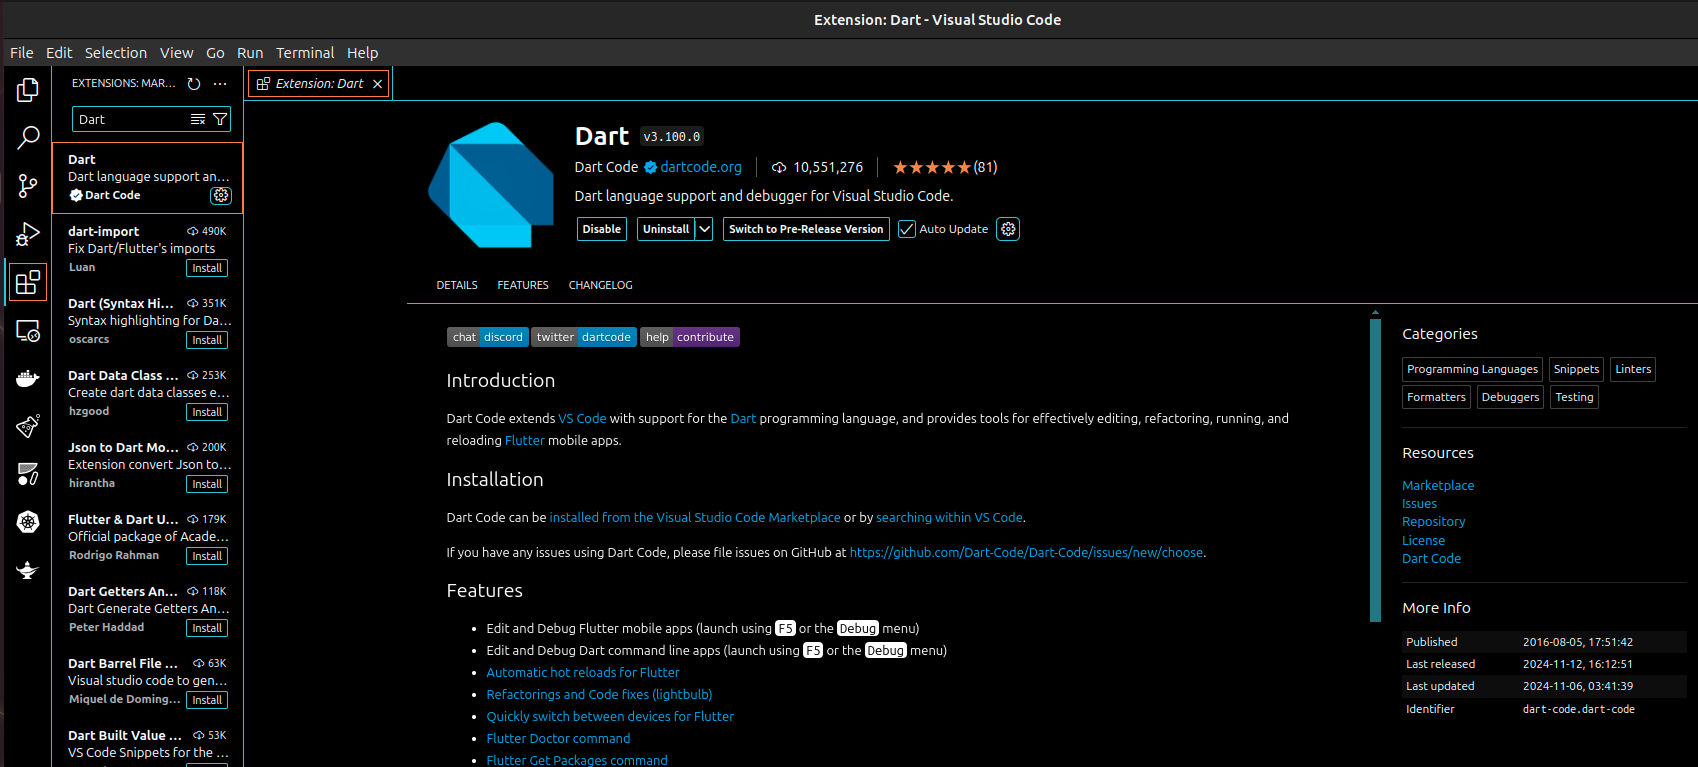 Extension: Dart - Visual Studio Code
File Edit Selection View Go Run Terminal Help
EXTENSIONS: MAR...
Dart
Dart
Dart language support an...
Dart Code
dart-import 490K
Fix Dart/Flutter's imports
Luan Install
Dart (Syntax Hi... 351K
Syntax highlighting for Da...
oscarcs Install
Dart Data Class ... 253K
Create dart data classes e...
hzgood Install
Json to Dart Mo... 200K
Extension convert Json to...
hirantha Install
Flutter & Dart U... 179K
Official package of Acade...
Rodrigo Rahman Install
Dart Getters An... 118K
Dart Generate Getters An...
Peter Haddad Install
Dart Barrel File ... 63K
Visual studio code to gen...
Miquel de Doming... Install
Dart Built Value ... 53K
VS Code Snippets for the ...
Extension: Dart
Dart v3.100.0
Dart Code dartcode.org 10,551,276 (81)
Dart language support and debugger for Visual Studio Code.
Disable Uninstall Switch to Pre-Release Version Auto Update
DETAILS FEATURES CHANGELOG
chat discord twitter dartcode help contribute
Introduction
Dart Code extends VS Code with support for the Dart programming language, and provides tools for effectively editing, refactoring, running, and
reloading Flutter mobile apps.
Installation
Dart Code can be installed from the Visual Studio Code Marketplace or by searching within VS Code.
If you have any issues using Dart Code, please file issues on GitHub at https://github.com/Dart-Code/Dart-Code/issues/new/choose.
Features
• Edit and Debug Flutter mobile apps (launch using F5 or the Debug menu)
• Edit and Debug Dart command line apps (launch using F5 or the Debug menu)
• Automatic hot reloads for Flutter
• Refactorings and Code fixes (lightbulb)
• Quickly switch between devices for Flutter
• Flutter Doctor command
• Flutter Get Packages command
Categories
Programming Languages Snippets Linters
Formatters Debuggers Testing
Resources
Marketplace
Issues
Repository
License
Dart Code
More Info
Published 2016-08-05, 17:51:42
Last released 2024-11-12, 16:12:51
Last updated 2024-11-06, 03:41:39
Identifier dart-code.dart-code